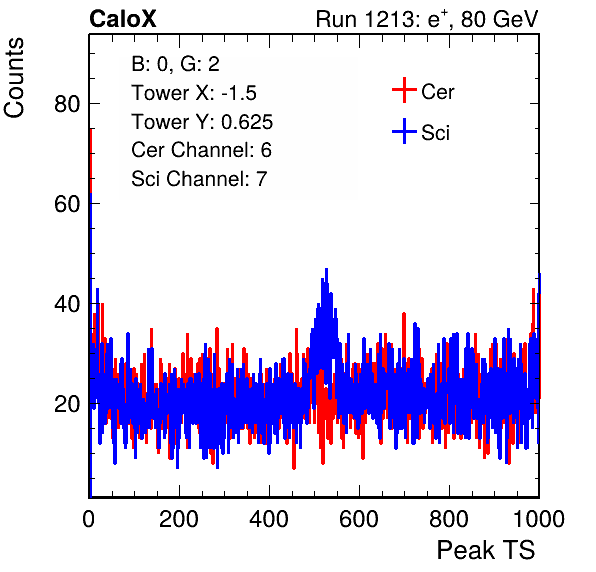 CaloX Run 1213: e⁺, 80 GeV
Counts
B: 0, G: 2
Tower X: -1.5
Tower Y: 0.625
Cer Channel: 6
Sci Channel: 7
Cer
Sci
80
60
40
20
0 200 400 600 800 1000
Peak TS